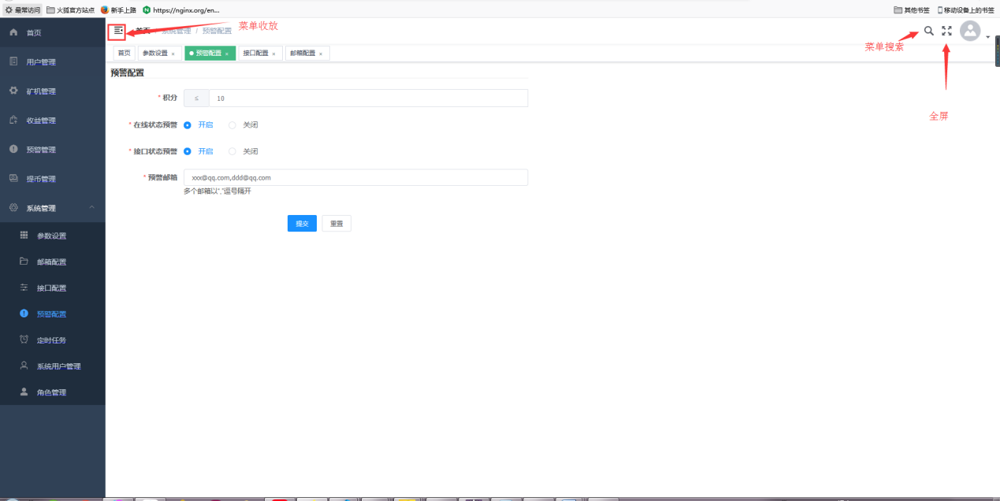 最常访问 火狐官方站点 新手上路 https://nginx.org/en... 其他书签 移动设备上的书签
首页 首页 / 系统管理 / 预警配置 菜单收放
菜单搜索
全屏
首页 参数设置 × 预警配置 × 接口配置 × 邮箱配置 ×
用户管理
矿机管理
收益管理
预警管理
提币管理
系统管理
参数设置
邮箱配置
接口配置
预警配置
定时任务
系统用户管理
角色管理
预警配置
* 积分 ≤ 10
* 在线状态预警 开启 关闭
* 接口状态预警 开启 关闭
* 预警邮箱 xxx@qq.com,ddd@qq.com
多个邮箱以","逗号隔开
提交 重置